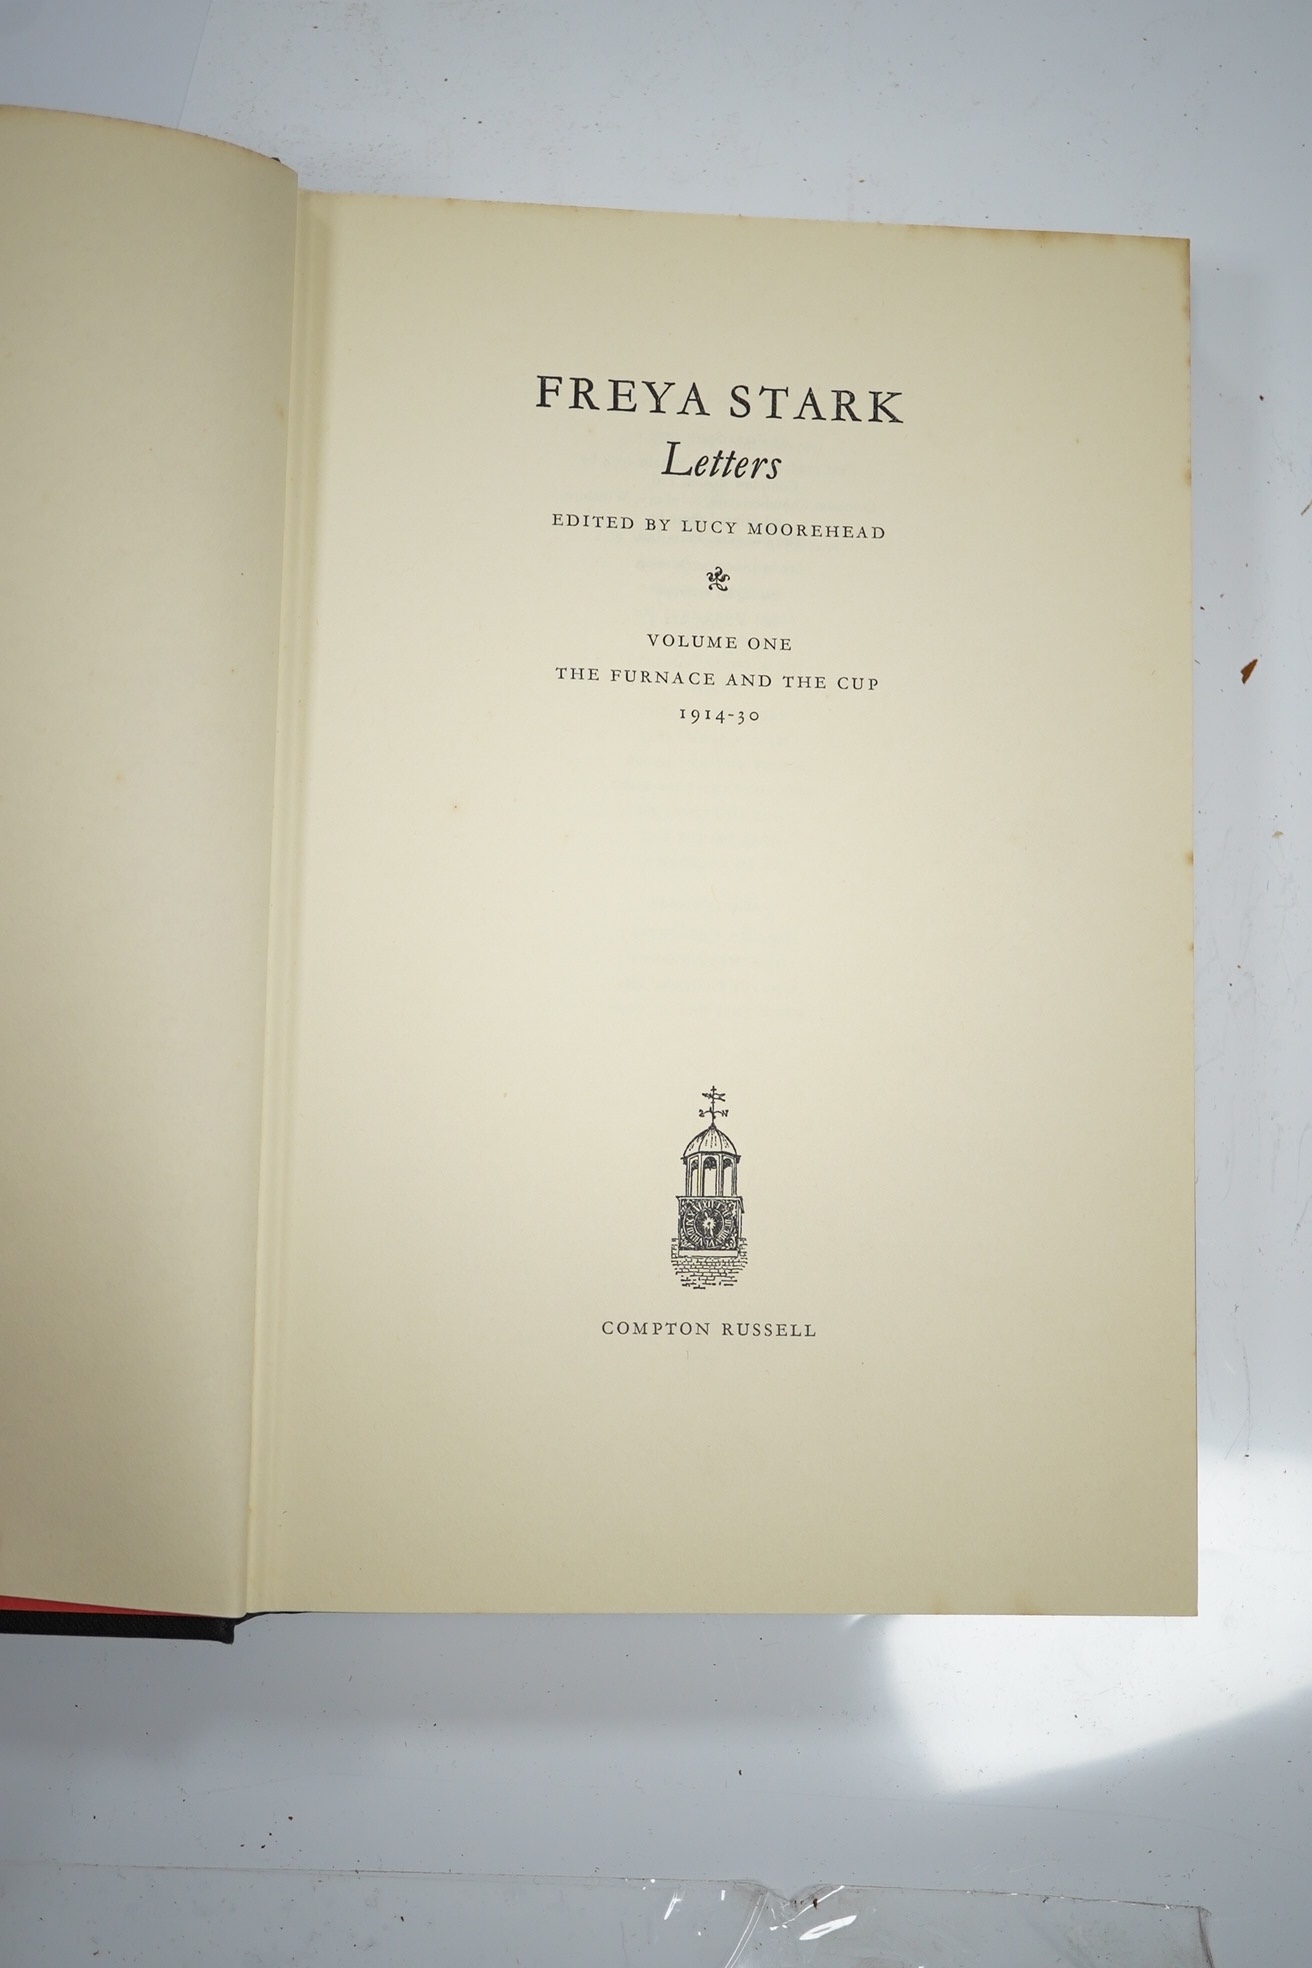 FREYA STARK
Letters
EDITED BY LUCY MOOREHEAD
VOLUME ONE
THE FURNACE AND THE CUP
1914-30
COMPTON RUSSELL